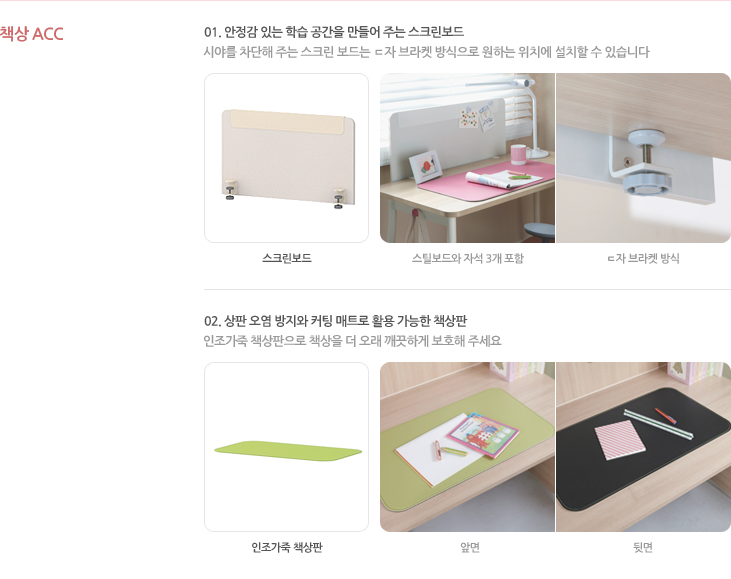 책상 ACC
01. 안정감 있는 학습 공간을 만들어 주는 스크린보드
시야를 차단해 주는 스크린 보드는 ㄷ자 브라켓 방식으로 원하는 위치에 설치할 수 있습니다
스크린보드
스틸보드와 자석 3개 포함
ㄷ자 브라켓 방식
02. 상판 오염 방지와 커팅 매트로 활용 가능한 책상판
인조가죽 책상판으로 책상을 더 오래 깨끗하게 보호해 주세요
인조가죽 책상판
앞면
뒷면